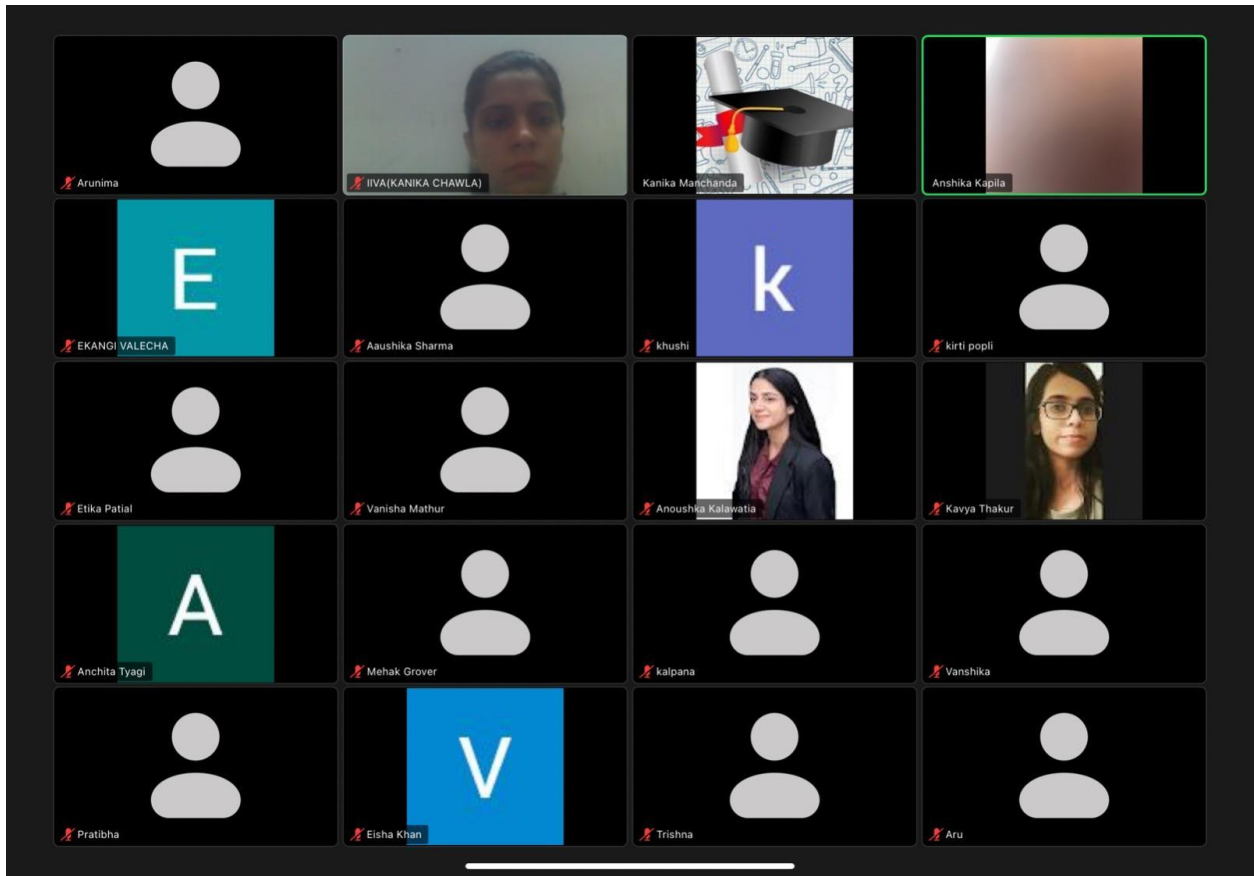 Arunima
IIVA(KANIKA CHAWLA)
Kanika Manchanda
Anshika Kapila
E
EKANGI VALECHA
Aaushika Sharma
k
khushi
kirti popli
Etika Patial
Vanisha Mathur
Anoushka Kalawatia
Kavya Thakur
A
Anchita Tyagi
Mehak Grover
kalpana
Vanshika
Pratibha
V
Eisha Khan
Trishna
Aru